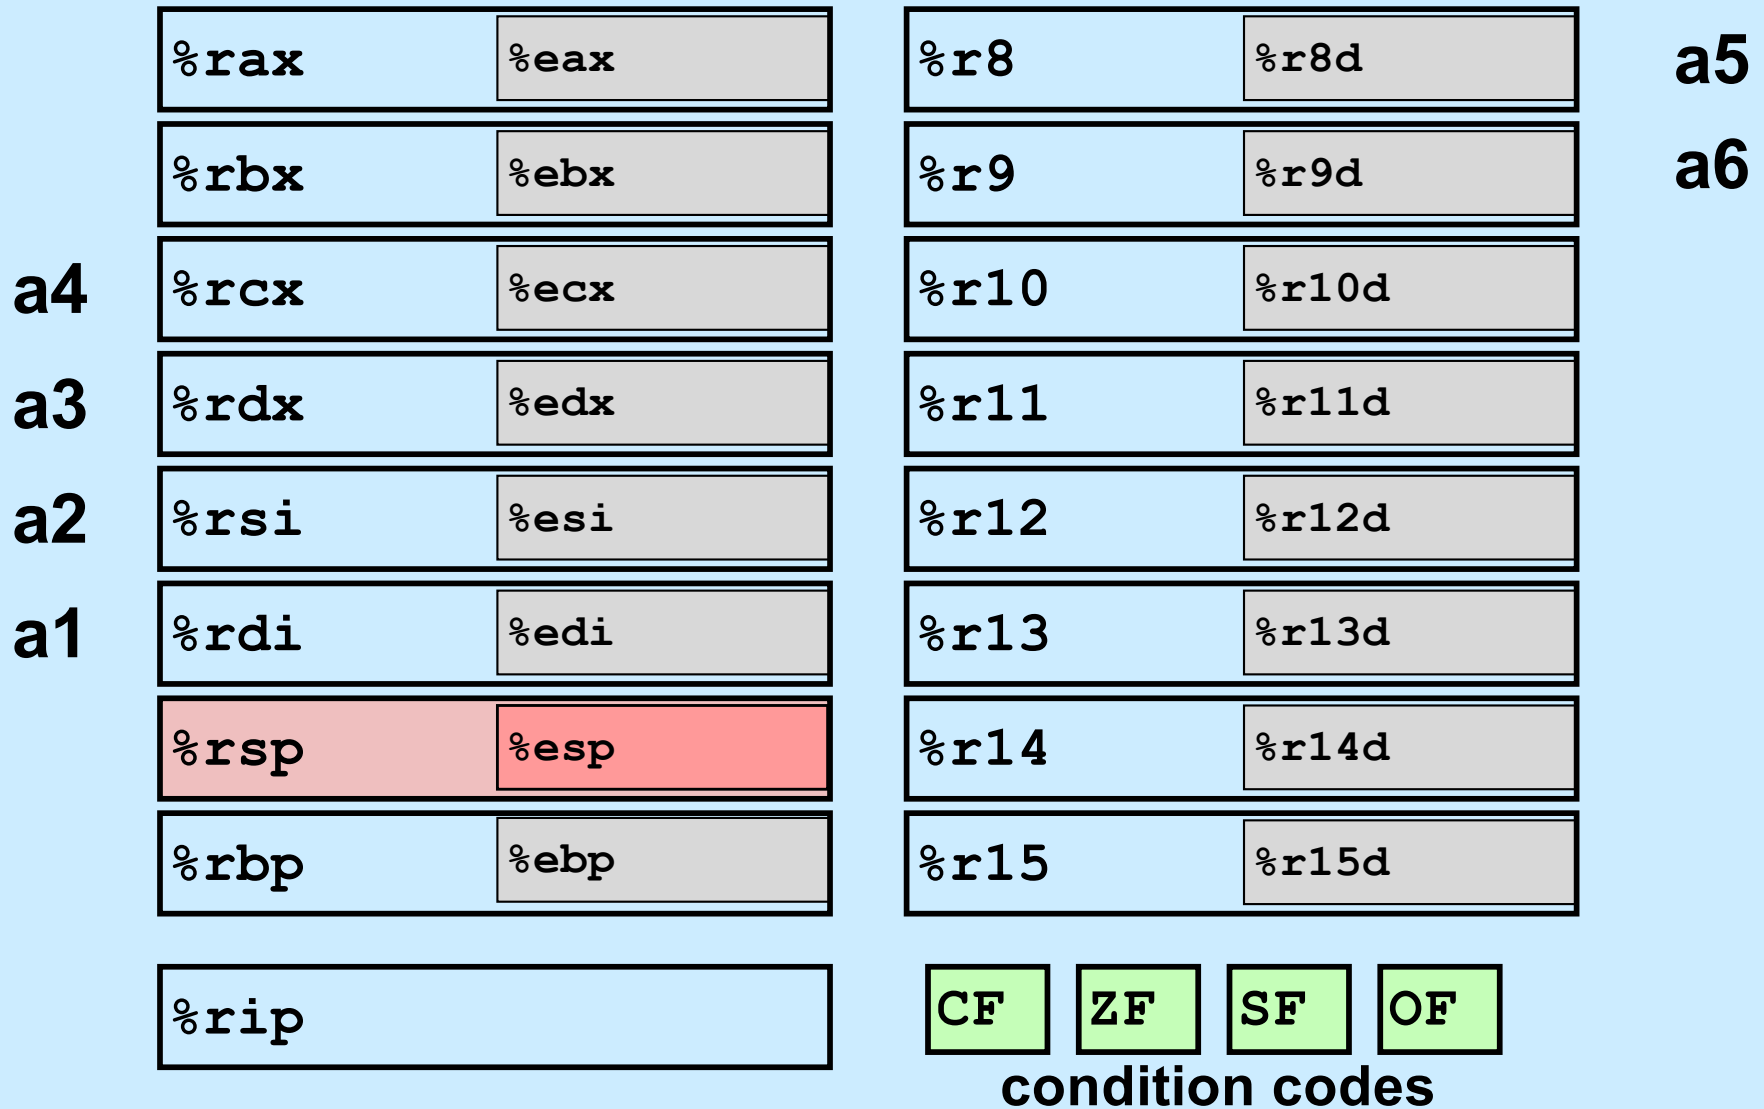 %rax %eax %r8 %r8d a5
%rbx %ebx %r9 %r9d a6
a4 %rcx %ecx %r10 %r10d
a3 %rdx %edx %r11 %r11d
a2 %rsi %esi %r12 %r12d
a1 %rdi %edi %r13 %r13d
%rsp %esp %r14 %r14d
%rbp %ebp %r15 %r15d
%rip CF ZF SF OF
condition codes